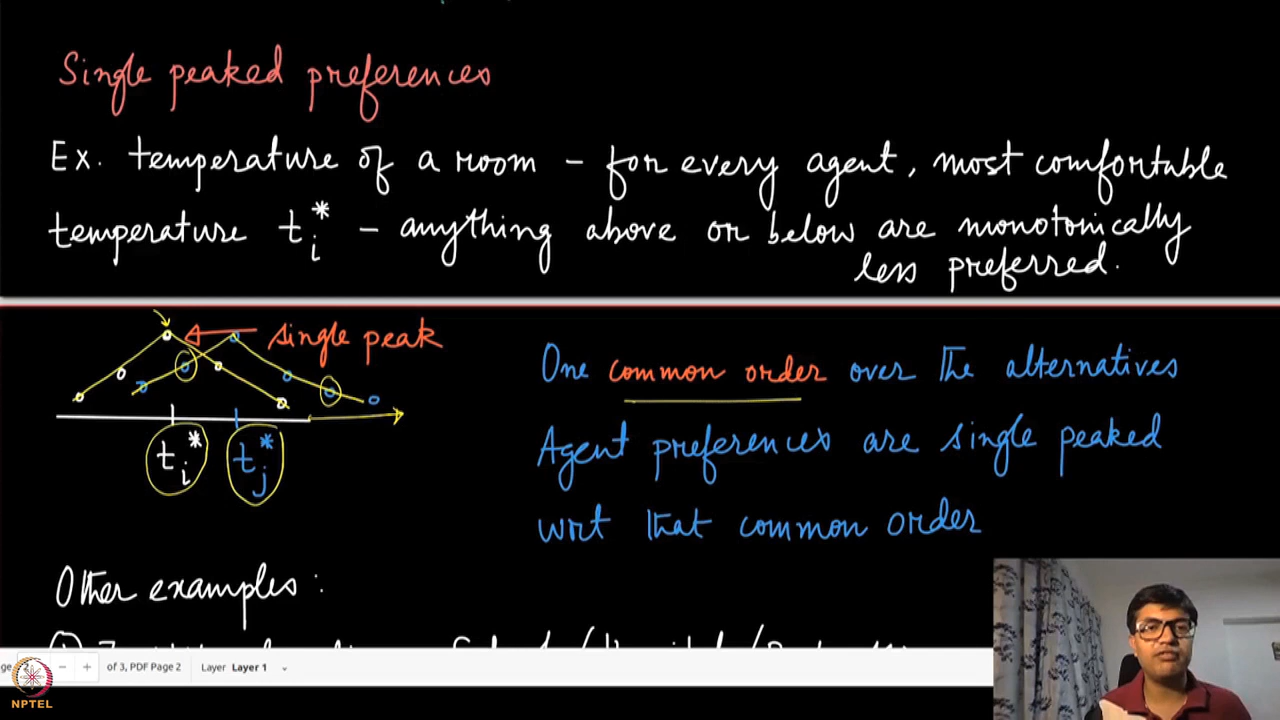 Single peaked preferences
Ex. temperature of a room – for every agent, most comfortable
temperature t_i* – anything above or below are monotonically
less preferred.
single peak
t_i* t_j*
One common order over the alternatives
Agent preferences are single peaked
wrt that common order
Other examples:
of 3, PDF Page 2 Layer Layer 1
NPTEL